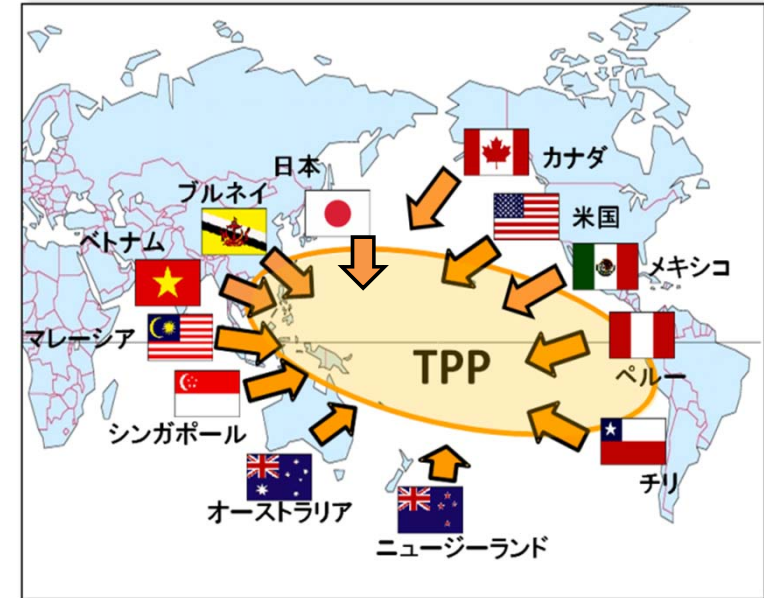 カナダ
日本
ブルネイ
米国
ベトナム
メキシコ
マレーシア
TPP
ペルー
シンガポール
チリ
オーストラリア
ニュージーランド